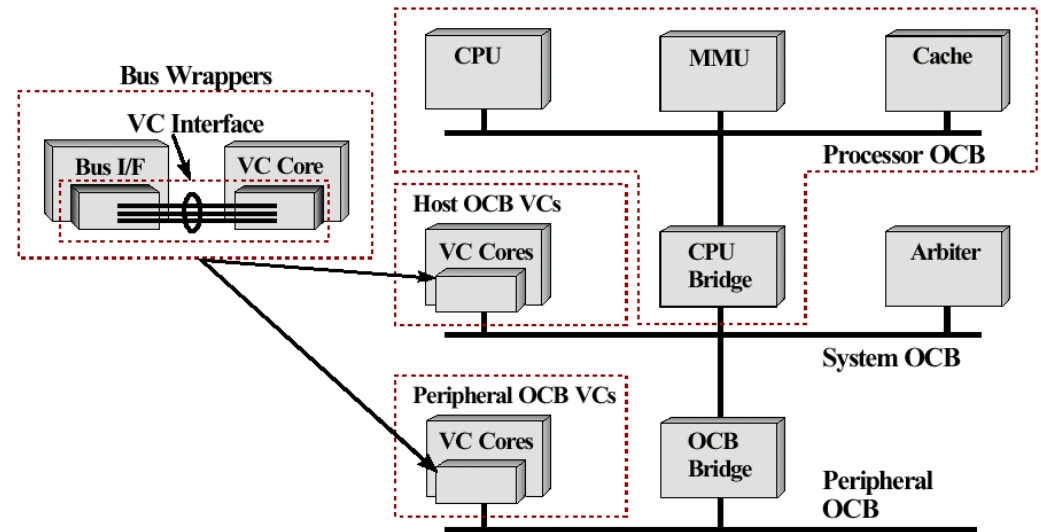 Bus Wrappers
VC Interface
Bus I/F
VC Core
CPU
MMU
Cache
Processor OCB
Host OCB VCs
VC Cores
CPU
Bridge
Arbiter
System OCB
Peripheral OCB VCs
VC Cores
OCB
Bridge
Peripheral
OCB